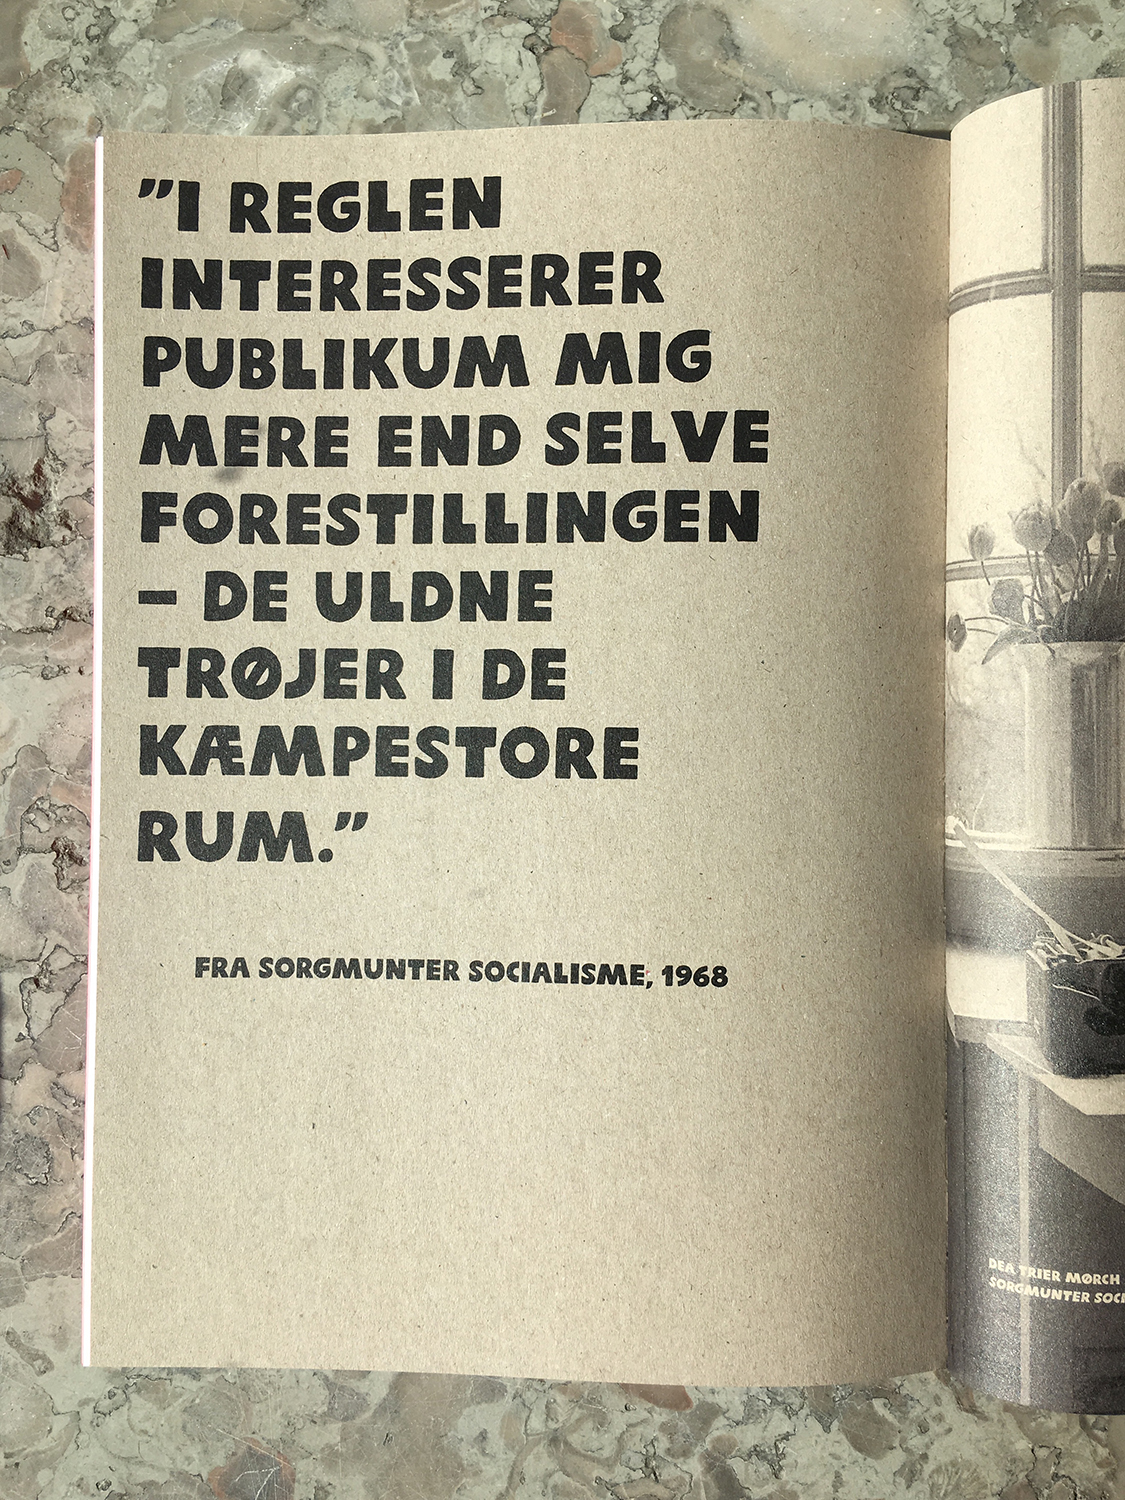 ”I REGLEN
INTERESSERER
PUBLIKUM MIG
MERE END SELVE
FORESTILLINGEN
– DE ULDNE
TRØJER I DE
KÆMPESTORE
RUM.”
FRA SORGMUNTER SOCIALISME, 1968
DEA TRIER MØRCH
SORGMUNTER SOCI